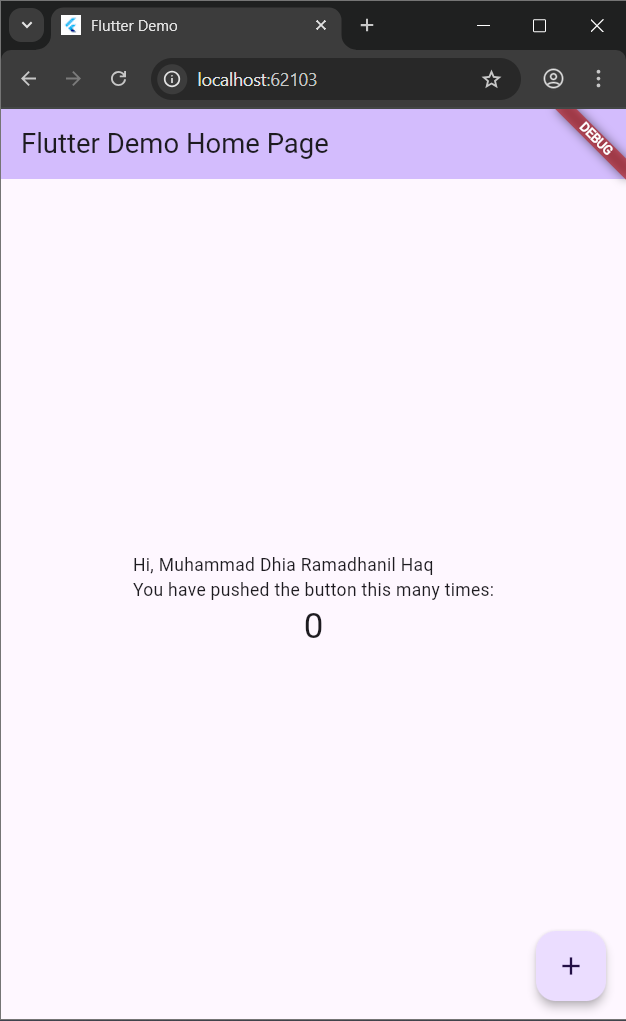 Flutter Demo
localhost:62103
Flutter Demo Home Page
DEBUG
Hi, Muhammad Dhia Ramadhanil Haq
You have pushed the button this many times:
0